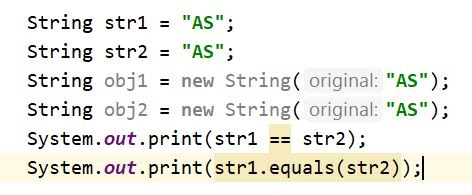 String str1 = "AS";
String str2 = "AS";
String obj1 = new String( original: "AS");
String obj2 = new String( original: "AS");
System.out.print(str1 == str2);
System.out.print(str1.equals(str2));